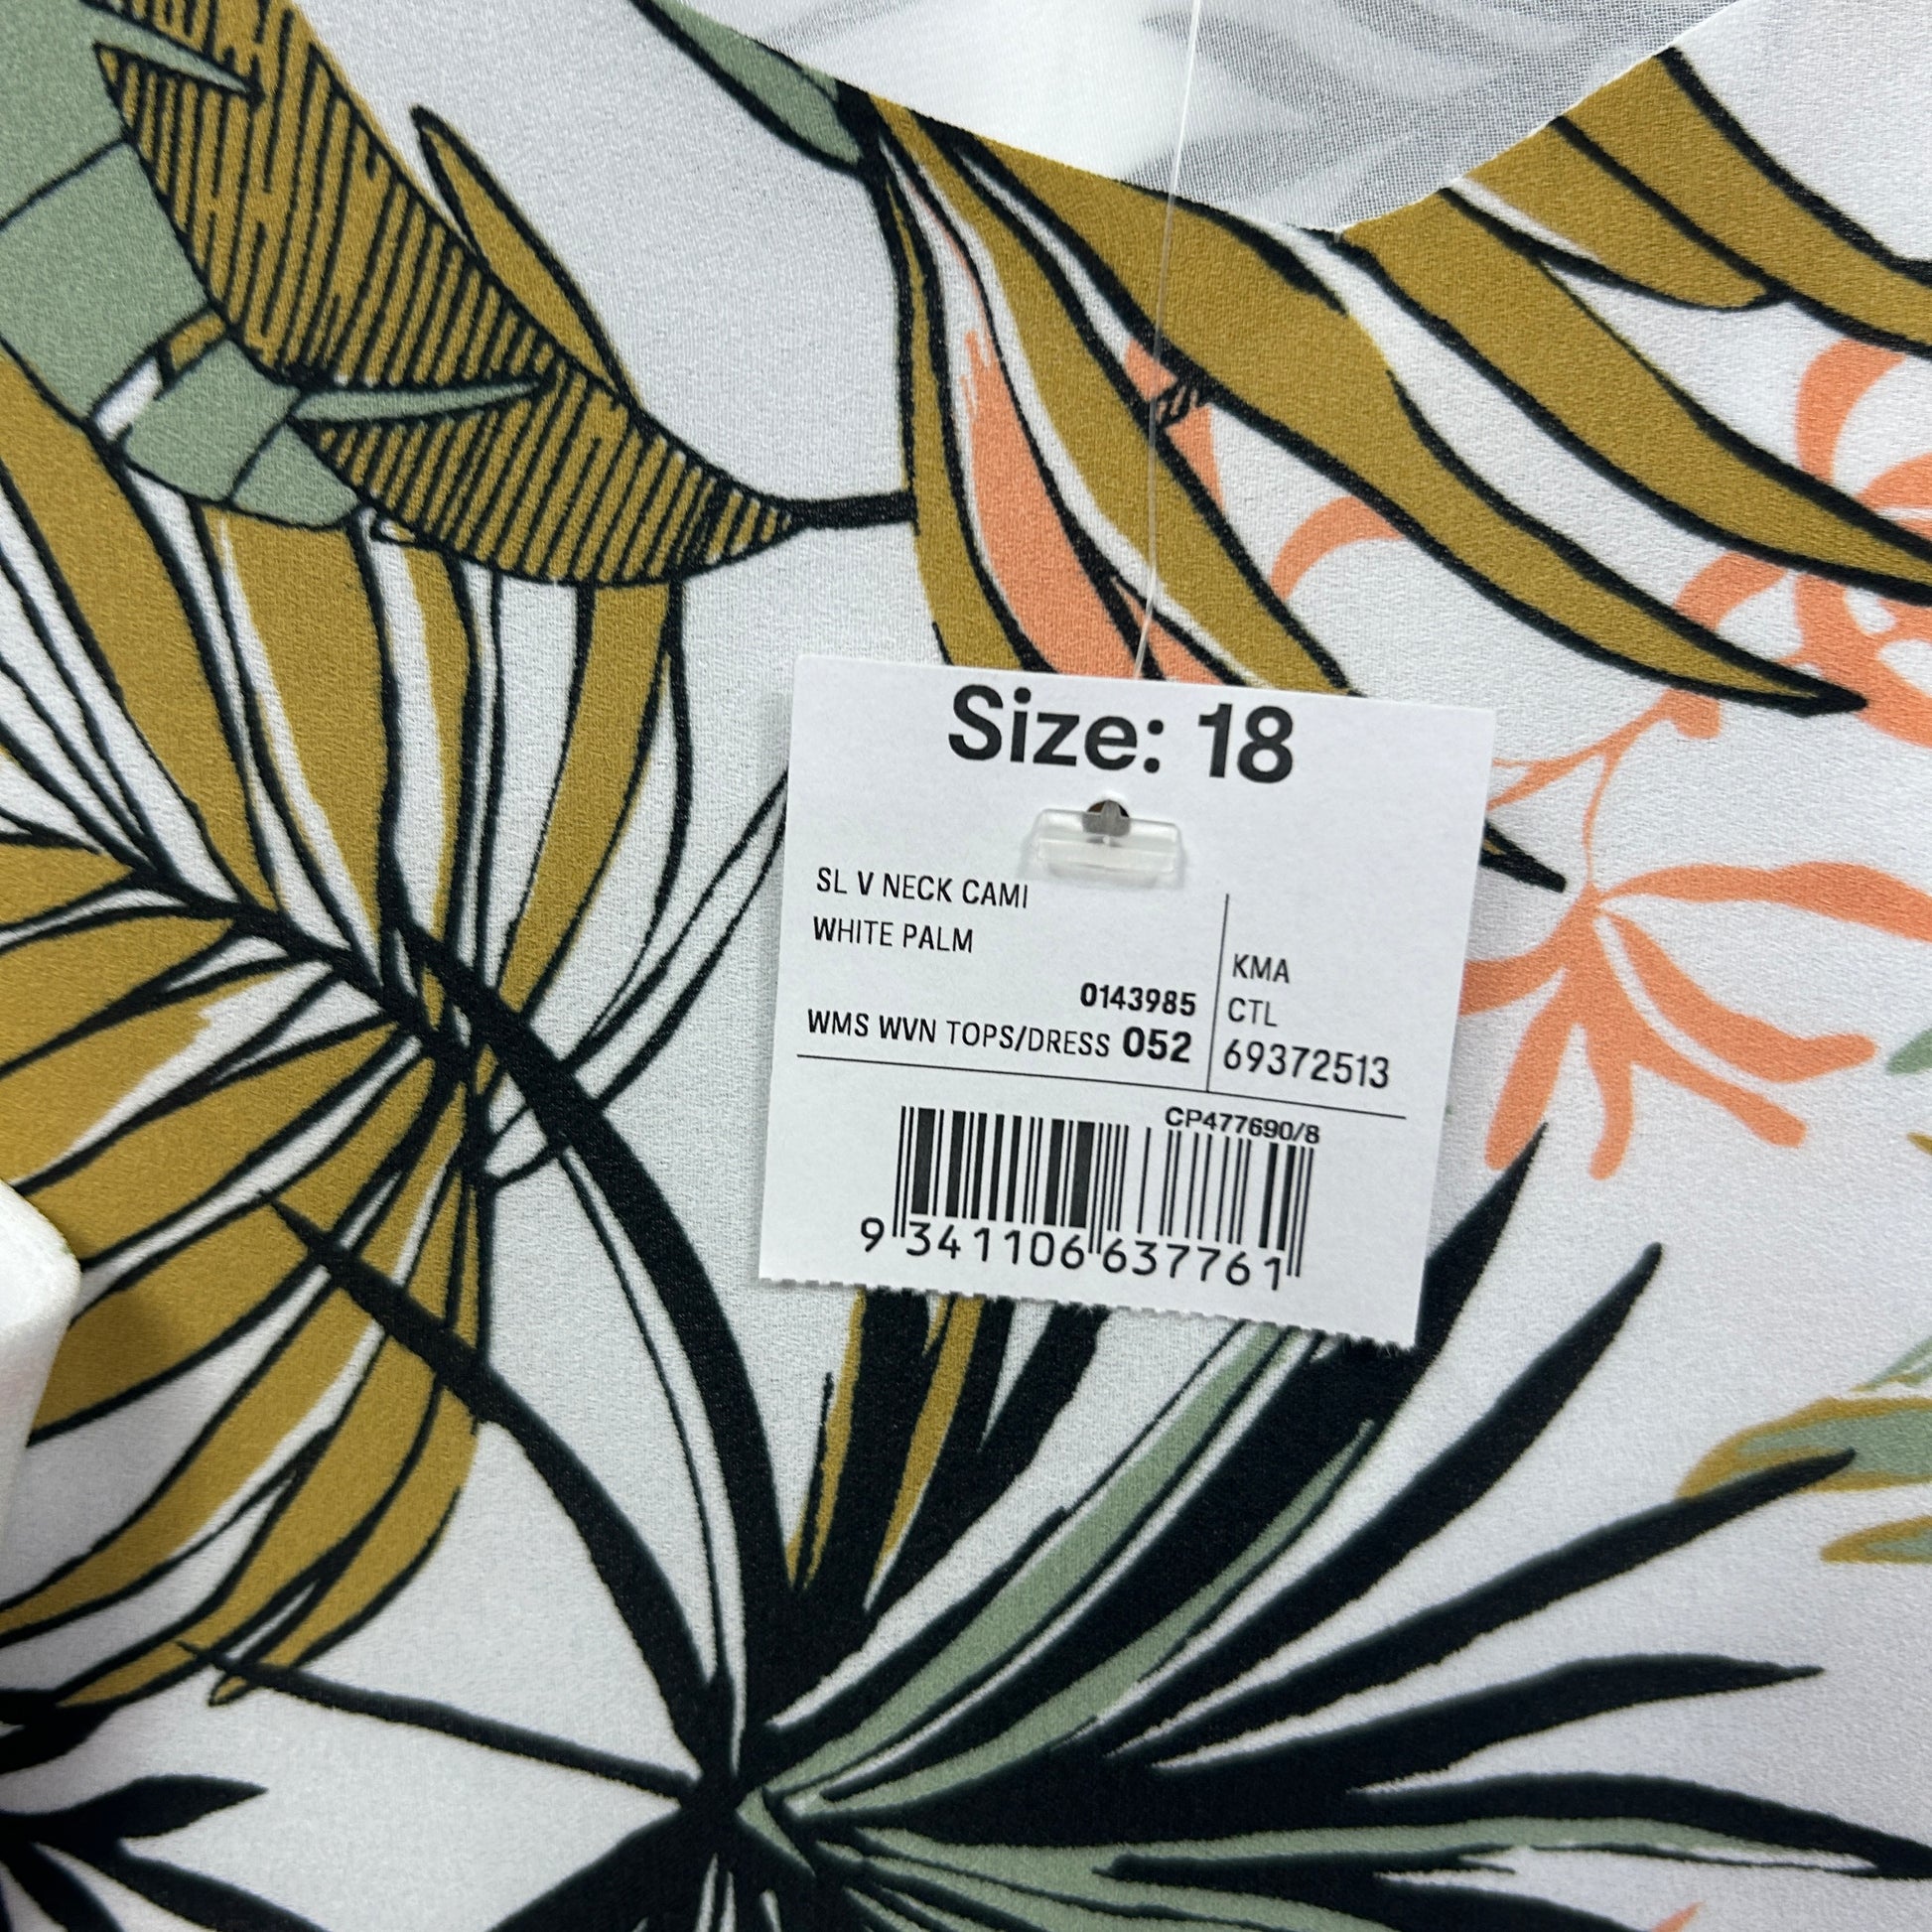 Size: 18
SL V NECK CAMI
WHITE PALM
0143985
WMS WVN TOPS/DRESS 052
KMA
CTL
69372513
CP477690/8
9 341106 637761